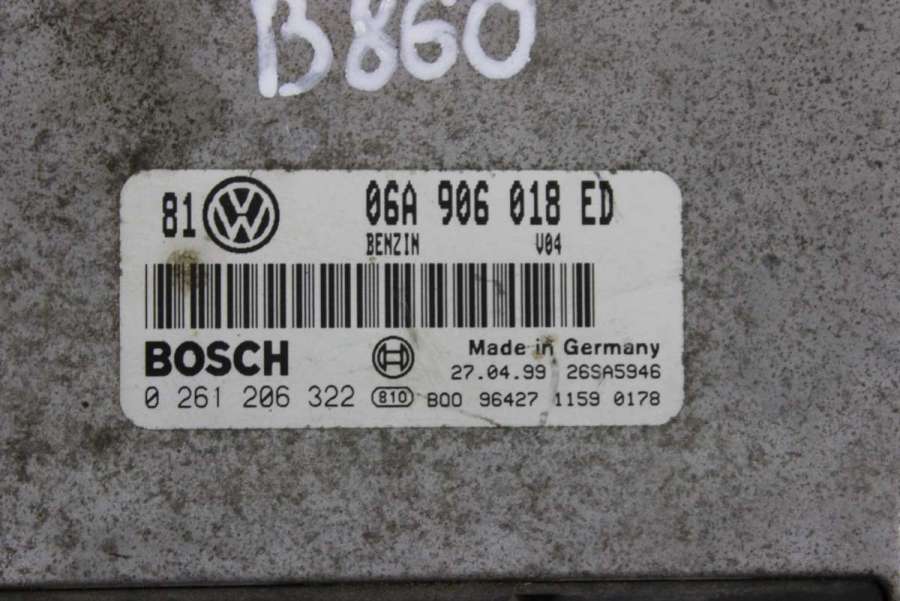 B860
81 VW 06A 906 018 ED
BENZIN V04
BOSCH Made in Germany
27.04.99 26SA5946
0 261 206 322 810 B00 96427 1159 0178